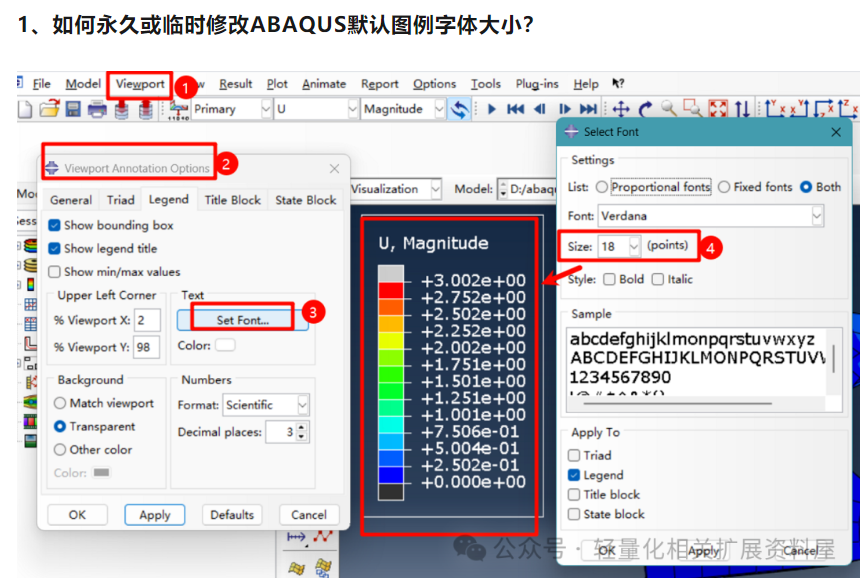 1、如何永久或临时修改ABAQUS默认图例字体大小?
File Model Viewport 1 w Result Plot Animate Report Options Tools Plug-ins Help
Primary U Magnitude
Select Font
Viewport Annotation Options 2
General Triad Legend Title Block State Block
Show bounding box
Show legend title
Show min/max values
Upper Left Corner
% Viewport X: 2
% Viewport Y: 98
Text
Set Font... 3
Color:
Background
Match viewport
Transparent
Other color
Color:
Numbers
Format: Scientific
Decimal places: 3
OK Apply Defaults Cancel
Visualization Model: D:/abaqu
U, Magnitude
+3.002e+00
+2.752e+00
+2.502e+00
+2.252e+00
+2.002e+00
+1.751e+00
+1.501e+00
+1.251e+00
+1.001e+00
+7.506e-01
+5.004e-01
+2.502e-01
+0.000e+00
Settings
List: Proportional fonts Fixed fonts Both
Font: Verdana
Size: 18 (points) 4
Style: Bold Italic
Sample
abcdefghijklmonpqrstuvwxyz
ABCDEFGHIJKLMONPQRSTUVV
1234567890
Apply To
Triad
Legend
Title block
State block
OK Apply Cancel
公众号 · 轻量化相关扩展资料屋